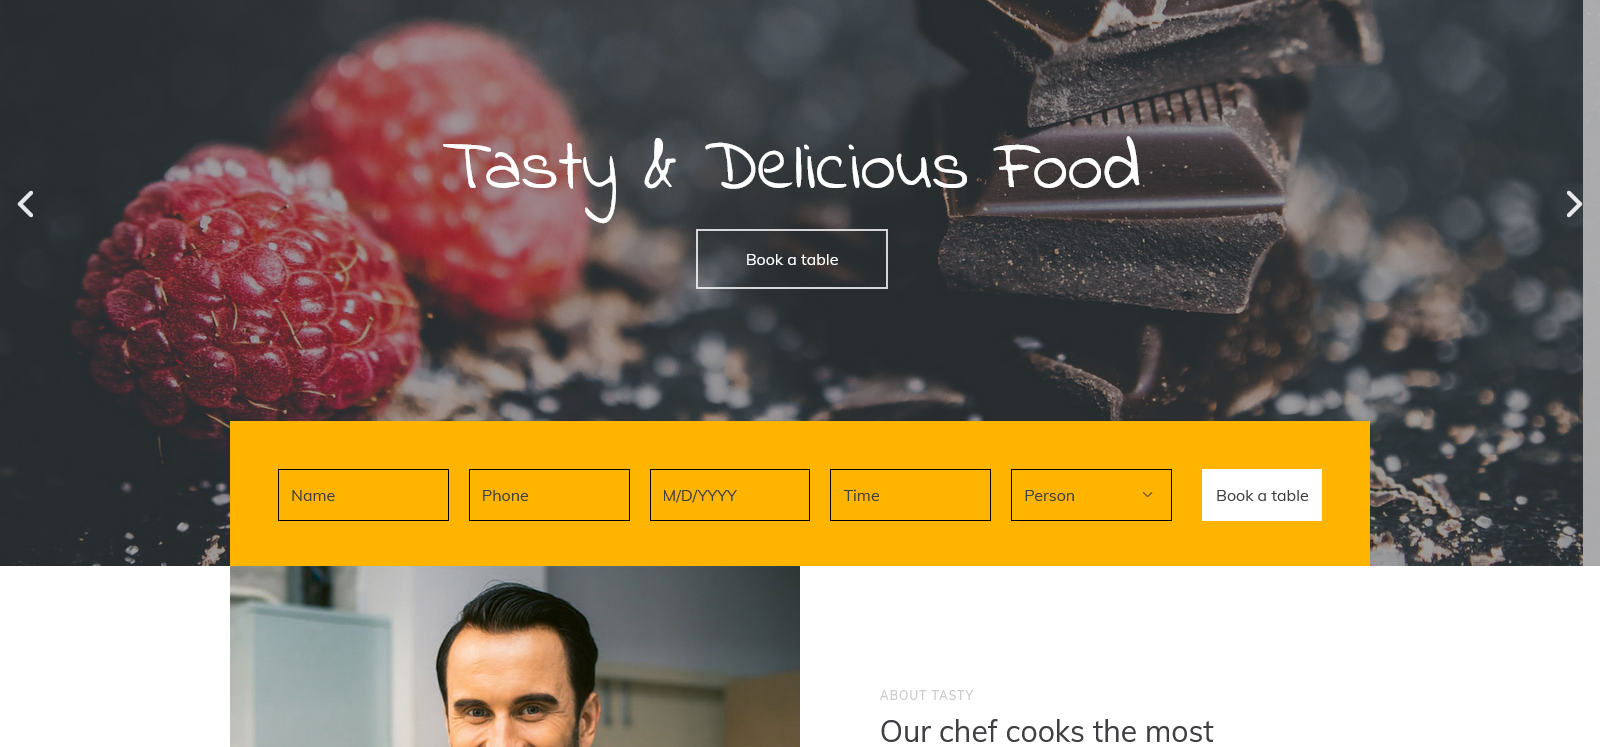 Tasty & Delicious Food
Book a table
Name Phone M/D/YYYY Time Person Book a table
ABOUT TASTY
Our chef cooks the most